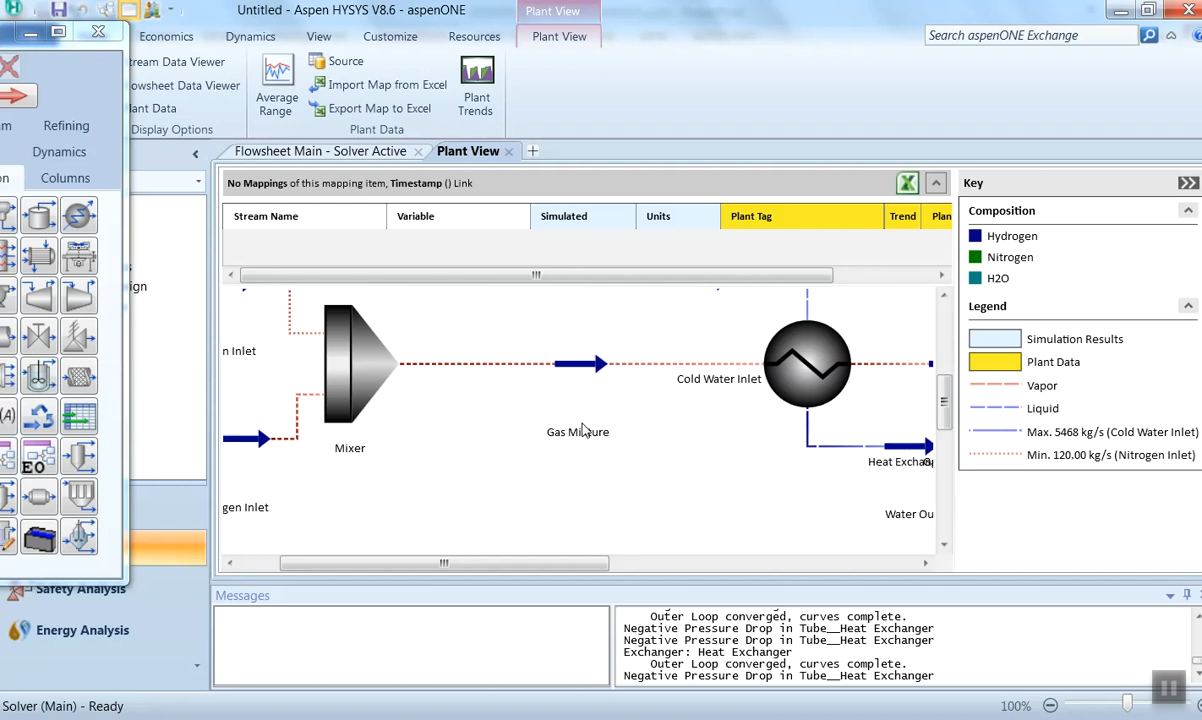 Untitled - Aspen HYSYS V8.6 - aspenONE
Plant View
Economics
Dynamics
View
Customize
Resources
Plant View
Search aspenONE Exchange
tream Data Viewer
lowsheet Data Viewer
lant Data
Display Options
Average
Range
Source
Import Map from Excel
Export Map to Excel
Plant
Trends
Plant Data
m
Refining
Dynamics
on
Columns
Flowsheet Main - Solver Active
Plant View
No Mappings of this mapping item, Timestamp () Link
Stream Name
Variable
Simulated
Units
Plant Tag
Trend
Plan
Key
Composition
Hydrogen
Nitrogen
H2O
Legend
Simulation Results
Plant Data
Vapor
Liquid
Max. 5468 kg/s (Cold Water Inlet)
Min. 120.00 kg/s (Nitrogen Inlet)
ign
n Inlet
Mixer
gen Inlet
Cold Water Inlet
Heat Exchang
Water Ou
(A)
EO
Safety Analysis
Energy Analysis
Messages
Outer Loop converged, curves complete.
Negative Pressure Drop in Tube__Heat Exchanger
Negative Pressure Drop in Tube__Heat Exchanger
Exchanger: Heat Exchanger
Outer Loop converged, curves complete.
Negative Pressure Drop in Tube__Heat Exchanger
Solver (Main) - Ready
100%